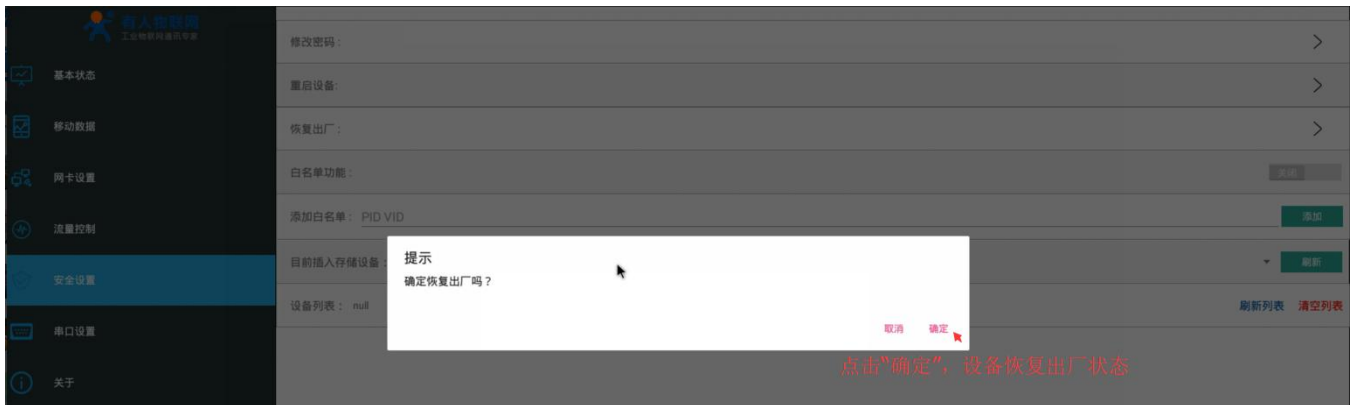 有人物联网
工业物联网通讯专家
基本状态
移动数据
网卡设置
流量控制
安全设置
串口设置
关于
修改密码：
重启设备:
恢复出厂：
白名单功能： 关闭
添加白名单： PID VID 添加
目前插入存储设备： 刷新
设备列表： null 刷新列表 清空列表
提示
确定恢复出厂吗？
取消 确定
点击“确定”，设备恢复出厂状态